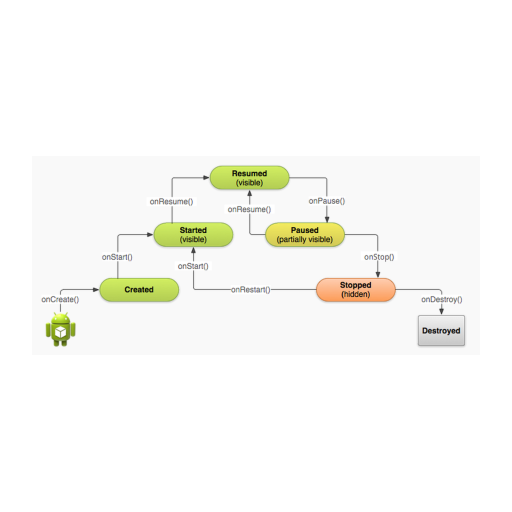 Resumed
(visible)
onResume()
onResume()
onPause()
Started
(visible)
Paused
(partially visible)
onStart()
onStart()
onStop()
Created
onRestart()
Stopped
(hidden)
onCreate()
onDestroy()
Destroyed